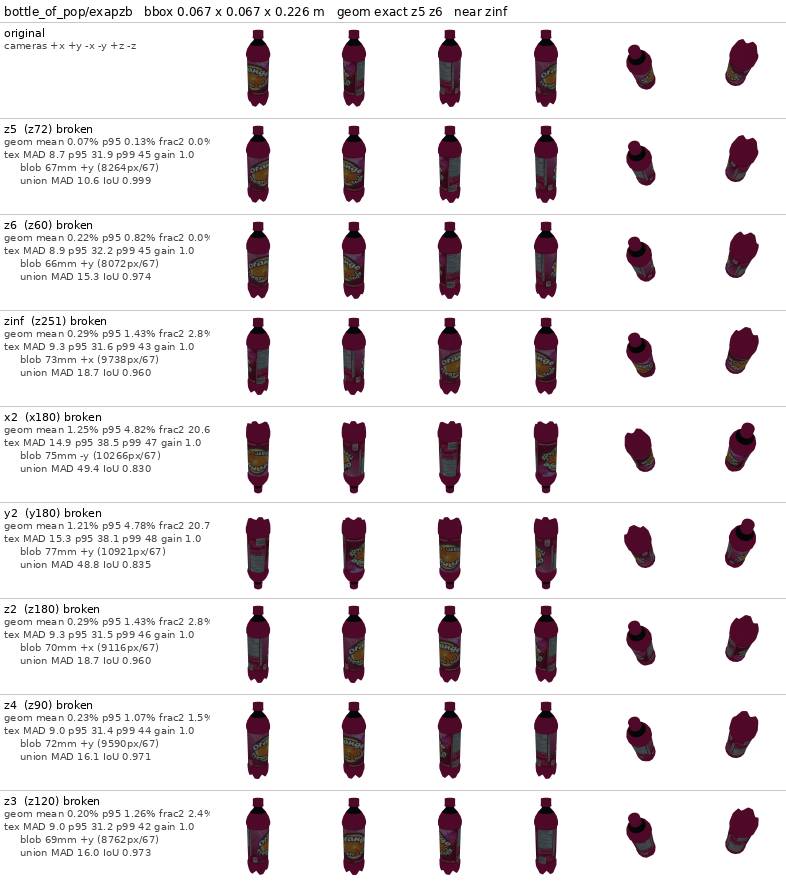 bottle_of_pop/exapzb bbox 0.067 x 0.067 x 0.226 m geom exact z5 z6 near zinf
original
cameras +x +y -x -y +z -z
z5 (z72) broken
geom mean 0.07% p95 0.13% frac2 0.0%
tex MAD 8.7 p95 31.9 p99 45 gain 1.0
blob 67mm +y (8264px/67)
union MAD 10.6 IoU 0.999
z6 (z60) broken
geom mean 0.22% p95 0.82% frac2 0.0%
tex MAD 8.9 p95 32.2 p99 45 gain 1.0
blob 66mm +y (8072px/67)
union MAD 15.3 IoU 0.974
zinf (z251) broken
geom mean 0.29% p95 1.43% frac2 2.8%
tex MAD 9.3 p95 31.6 p99 43 gain 1.0
blob 73mm +x (9738px/67)
union MAD 18.7 IoU 0.960
x2 (x180) broken
geom mean 1.25% p95 4.82% frac2 20.6
tex MAD 14.9 p95 38.5 p99 47 gain 1.0
blob 75mm -y (10266px/67)
union MAD 49.4 IoU 0.830
y2 (y180) broken
geom mean 1.21% p95 4.78% frac2 20.7
tex MAD 15.3 p95 38.1 p99 48 gain 1.0
blob 77mm +y (10921px/67)
union MAD 48.8 IoU 0.835
z2 (z180) broken
geom mean 0.29% p95 1.43% frac2 2.8%
tex MAD 9.3 p95 31.5 p99 46 gain 1.0
blob 70mm +x (9116px/67)
union MAD 18.7 IoU 0.960
z4 (z90) broken
geom mean 0.23% p95 1.07% frac2 1.5%
tex MAD 9.0 p95 31.4 p99 44 gain 1.0
blob 72mm +y (9590px/67)
union MAD 16.1 IoU 0.971
z3 (z120) broken
geom mean 0.20% p95 1.26% frac2 2.4%
tex MAD 9.0 p95 31.2 p99 42 gain 1.0
blob 69mm +y (8762px/67)
union MAD 16.0 IoU 0.973